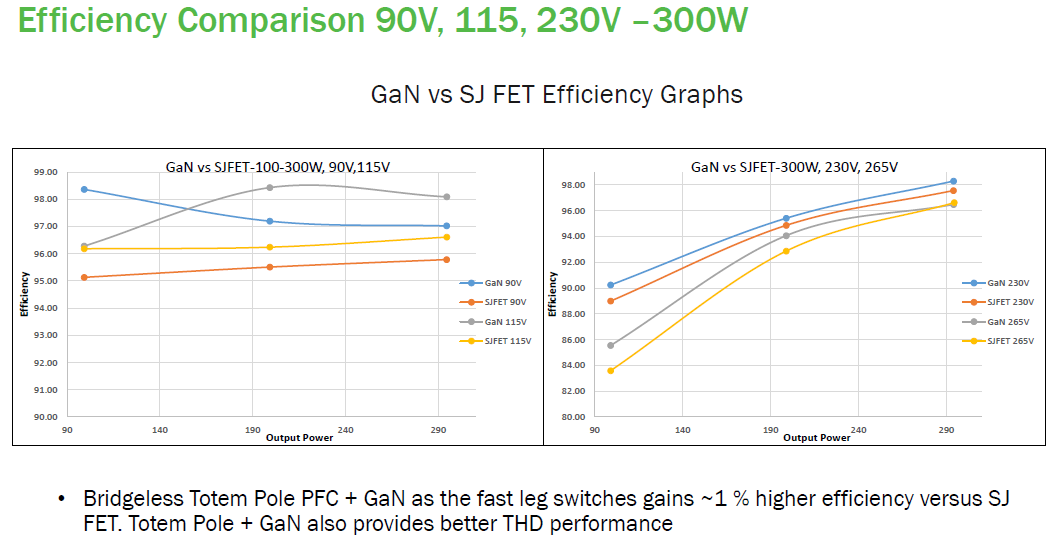 Efficiency Comparison 90V, 115, 230V –300W
GaN vs SJ FET Efficiency Graphs
GaN vs SJFET-100-300W, 90V,115V
99.00
98.00
97.00
96.00
95.00
94.00
93.00
92.00
91.00
90.00
Efficiency
90
140
190
240
290
Output Power
GaN 90V
SJFET 90V
GaN 115V
SJFET 115V
GaN vs SJFET-300W, 230V, 265V
98.00
96.00
94.00
92.00
90.00
88.00
86.00
84.00
82.00
80.00
Efficiency
90
140
190
240
290
Output Power
GaN 230V
SJFET 230V
GaN 265V
SJFET 265V
• Bridgeless Totem Pole PFC + GaN as the fast leg switches gains ~1 % higher efficiency versus SJ
FET. Totem Pole + GaN also provides better THD performance